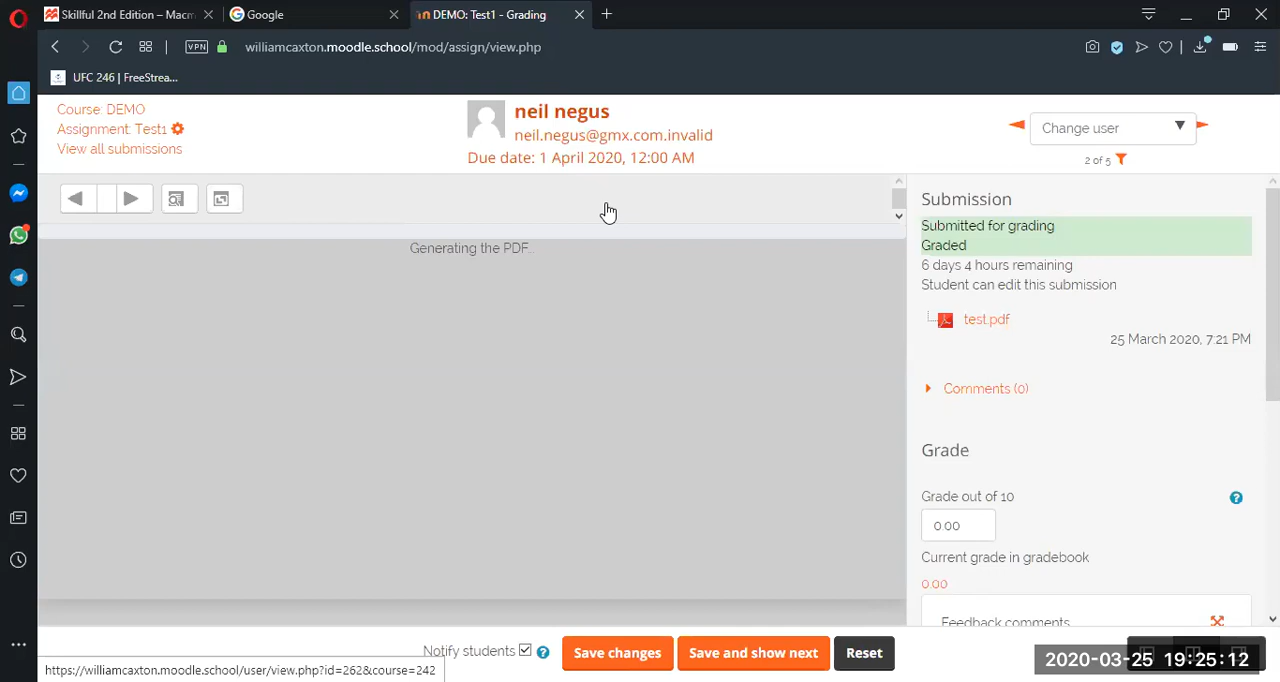 Skillful 2nd Edition – Macm
Google
DEMO: Test1 - Grading
VPN
williamcaxton.moodle.school/mod/assign/view.php
UFC 246 | FreeStrea...
Course: DEMO
Assignment: Test1
View all submissions
neil negus
neil.negus@gmx.com.invalid
Due date: 1 April 2020, 12:00 AM
Change user
2 of 5
Generating the PDF...
Submission
Submitted for grading
Graded
6 days 4 hours remaining
Student can edit this submission
test.pdf
25 March 2020, 7:21 PM
Comments (0)
Grade
Grade out of 10
0.00
Current grade in gradebook
0.00
Feedback comments
Notify students
Save changes
Save and show next
Reset
https://williamcaxton.moodle.school/user/view.php?id=262&course=242
2020-03-25 19:25:12